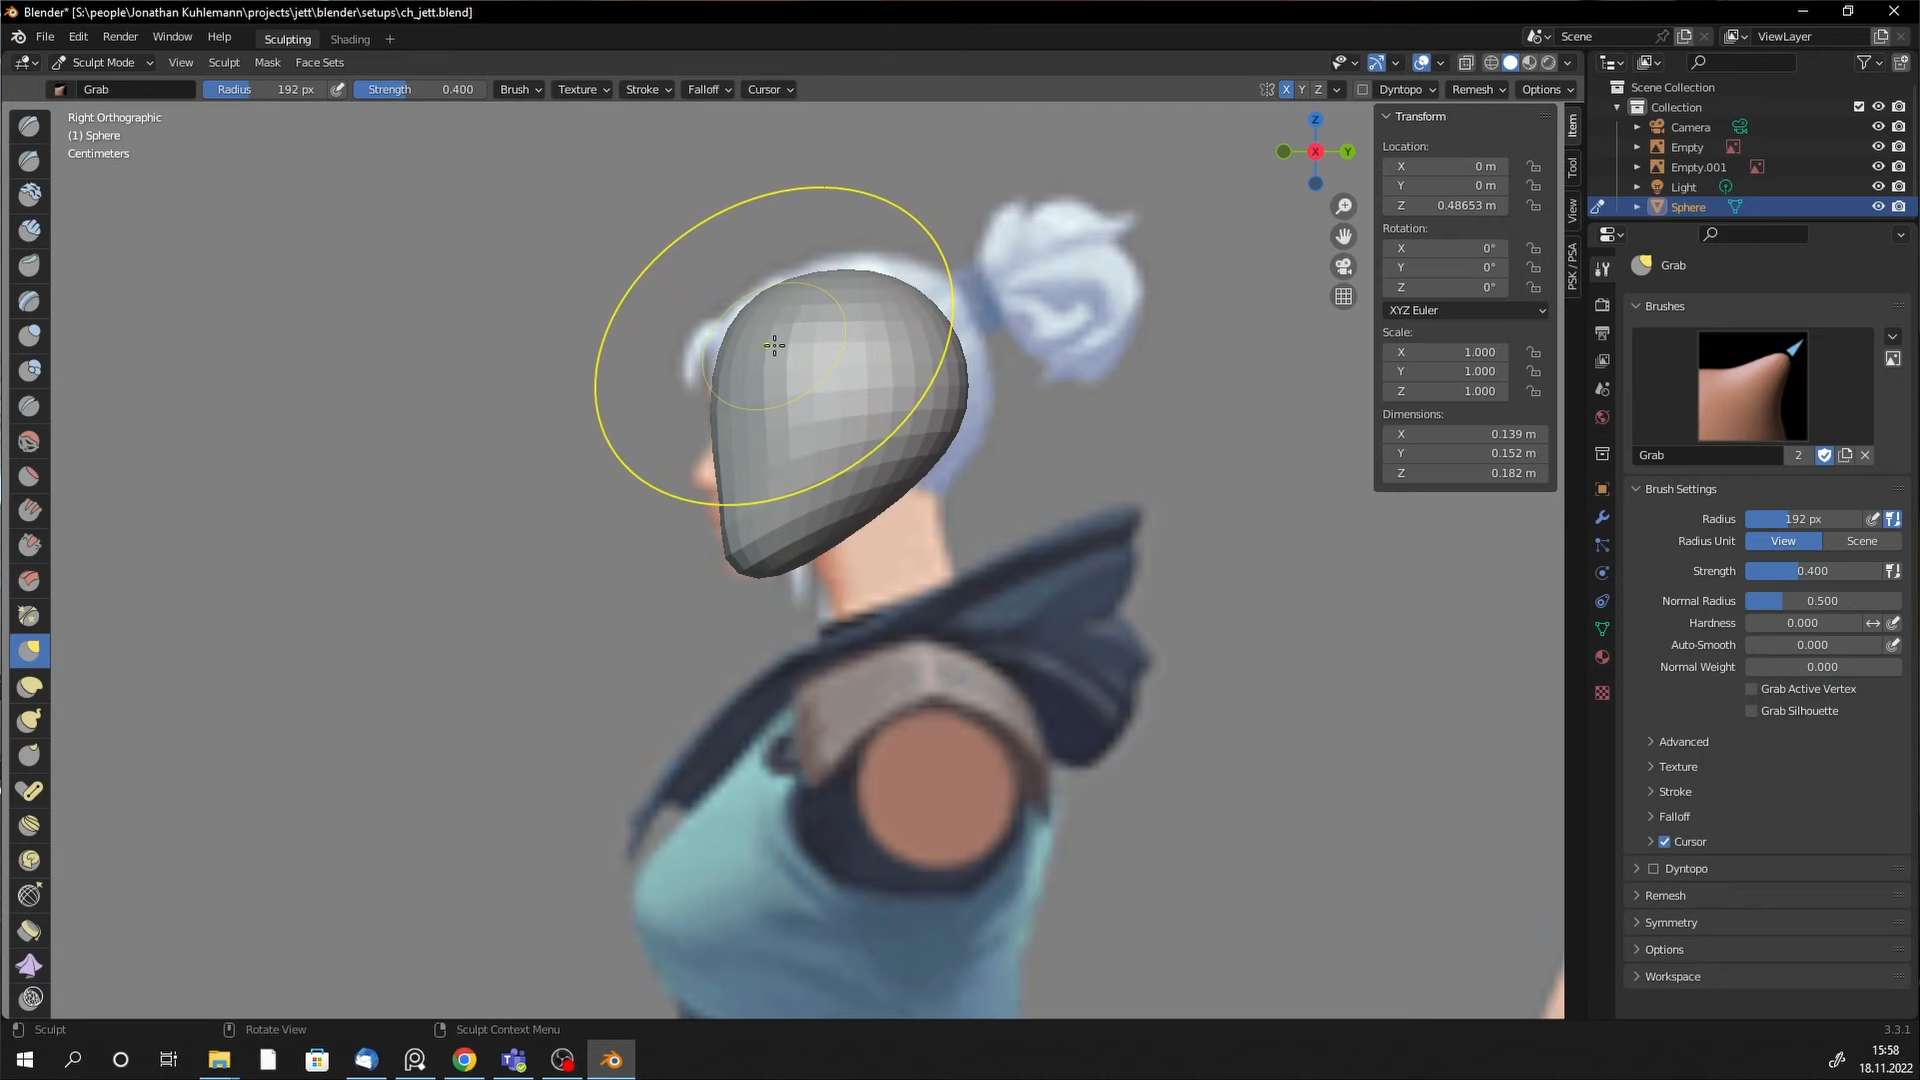 Blender* [S:\people\Jonathan Kuhlemann\projects\jett\blender\setups\ch_jett.blend]
File Edit Render Window Help Sculpting Shading + Scene ViewLayer
Sculpt Mode View Sculpt Mask Face Sets
Grab Radius 192 px Strength 0.400 Brush Texture Stroke Falloff Cursor X Y Z Dyntopo Remesh Options
Right Orthographic
(1) Sphere
Centimeters
Z
X
Y
Transform
Location:
X 0 m
Y 0 m
Z 0.48653 m
Rotation:
X 0°
Y 0°
Z 0°
XYZ Euler
Scale:
X 1.000
Y 1.000
Z 1.000
Dimensions:
X 0.139 m
Y 0.152 m
Z 0.182 m
Item
Tool
View
PSK / PSA
Scene Collection
Collection
Camera
Empty
Empty.001
Light
Sphere
Grab
Brushes
Grab 2
Brush Settings
Radius 192 px
Radius Unit View Scene
Strength 0.400
Normal Radius 0.500
Hardness 0.000
Auto-Smooth 0.000
Normal Weight 0.000
Grab Active Vertex
Grab Silhouette
Advanced
Texture
Stroke
Falloff
Cursor
Dyntopo
Remesh
Symmetry
Options
Workspace
Sculpt Rotate View Sculpt Context Menu 3.3.1
15:58
18.11.2022